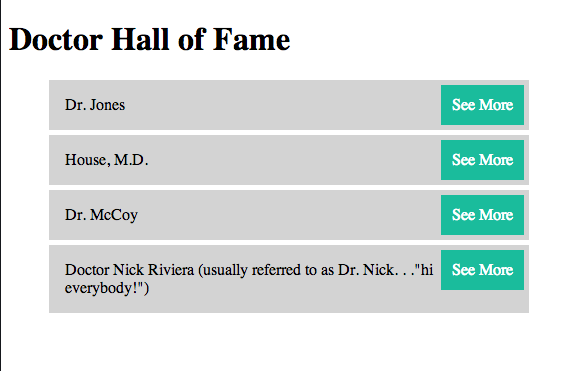 Doctor Hall of Fame
Dr. Jones
See More
House, M.D.
See More
Dr. McCoy
See More
Doctor Nick Riviera (usually referred to as Dr. Nick. . ."hi
everybody!")
See More